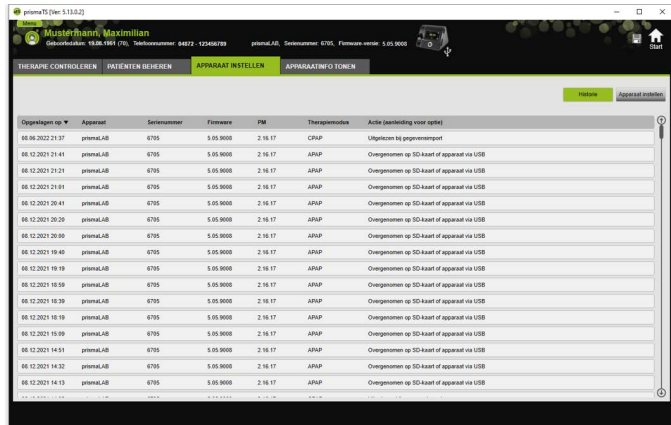 prismaTS [Ver: 5.13.0.2]
Menu
Mustermann, Maximilian
Geboortedatum: 19.08.1951 (70), Telefoonnummer: 04872 - 123456789
prismaLAB, Serienummer: 6705, Firmware-versie: 5.05.9008
Start
THERAPIE CONTROLEREN PATIËNTEN BEHEREN APPARAAT INSTELLEN APPARAATINFO TONEN
Historie Apparaat instellen
Opgeslagen op ▼ Apparaat Serienummer Firmware PM Therapiemodus Actie (aanleiding voor optie)
08.06.2022 21:37 prismaLAB 6705 5.05.9008 2.16.17 CPAP Uitgelezen bij gegevensimport
08.12.2021 21:41 prismaLAB 6705 5.05.9008 2.16.17 APAP Overgenomen op SD-kaart of apparaat via USB
08.12.2021 21:21 prismaLAB 6705 5.05.9008 2.16.17 APAP Overgenomen op SD-kaart of apparaat via USB
08.12.2021 21:01 prismaLAB 6705 5.05.9008 2.16.17 APAP Overgenomen op SD-kaart of apparaat via USB
08.12.2021 20:41 prismaLAB 6705 5.05.9008 2.16.17 APAP Overgenomen op SD-kaart of apparaat via USB
08.12.2021 20:20 prismaLAB 6705 5.05.9008 2.16.17 APAP Overgenomen op SD-kaart of apparaat via USB
08.12.2021 20:00 prismaLAB 6705 5.05.9008 2.16.17 APAP Overgenomen op SD-kaart of apparaat via USB
08.12.2021 19:40 prismaLAB 6705 5.05.9008 2.16.17 APAP Overgenomen op SD-kaart of apparaat via USB
08.12.2021 19:19 prismaLAB 6705 5.05.9008 2.16.17 APAP Overgenomen op SD-kaart of apparaat via USB
08.12.2021 18:59 prismaLAB 6705 5.05.9008 2.16.17 APAP Overgenomen op SD-kaart of apparaat via USB
08.12.2021 18:39 prismaLAB 6705 5.05.9008 2.16.17 APAP Overgenomen op SD-kaart of apparaat via USB
08.12.2021 18:19 prismaLAB 6705 5.05.9008 2.16.17 APAP Overgenomen op SD-kaart of apparaat via USB
08.12.2021 15:09 prismaLAB 6705 5.05.9008 2.16.17 APAP Overgenomen op SD-kaart of apparaat via USB
08.12.2021 14:51 prismaLAB 6705 5.05.9008 2.16.17 APAP Overgenomen op SD-kaart of apparaat via USB
08.12.2021 14:32 prismaLAB 6705 5.05.9008 2.16.17 APAP Overgenomen op SD-kaart of apparaat via USB
08.12.2021 14:13 prismaLAB 6705 5.05.9008 2.16.17 APAP Overgenomen op SD-kaart of apparaat via USB